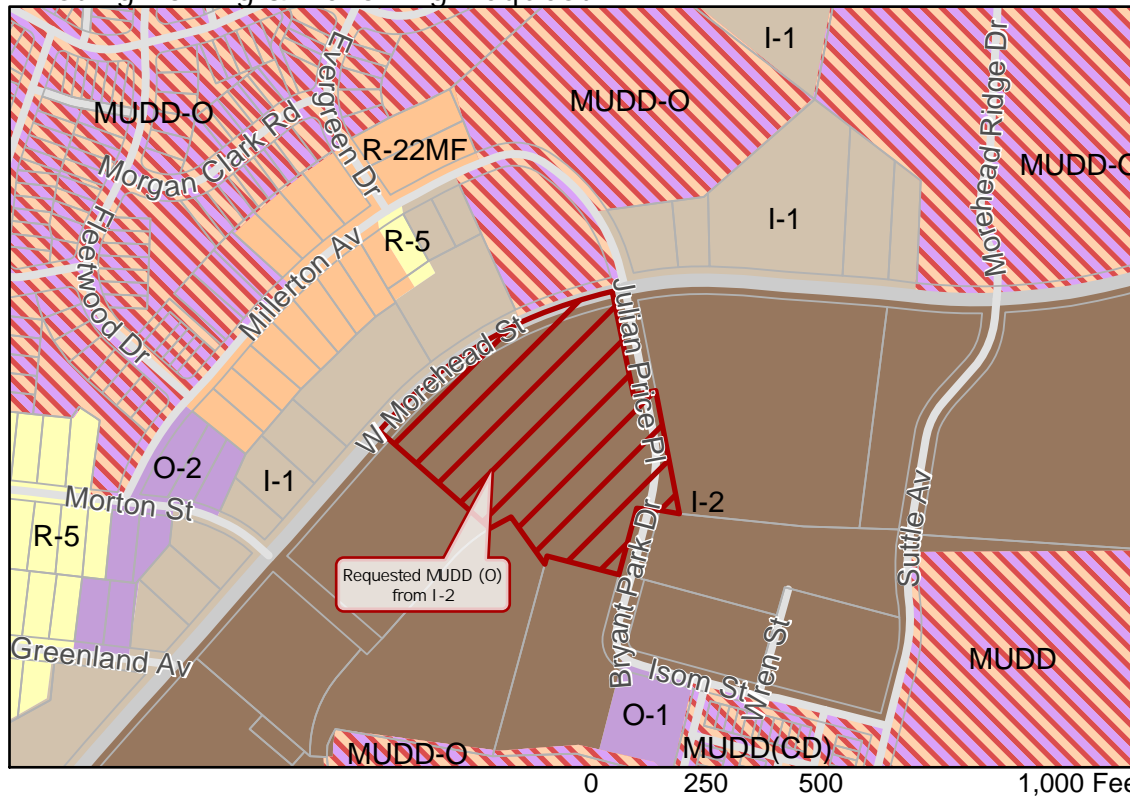 I-1
MUDD-O
MUDD-O
Evergreen Dr
Morehead Ridge Dr
R-22MF
Morgan Clark Rd
MUDD-O
I-1
R-5
Fleetwood Dr
Millerton Av
Julian Price Pl
W Morehead St
O-2
I-1
Morton St
I-2
R-5
Suttle Av
Requested MUDD (O)
from I-2
Bryant Park Dr
Greenland Av
Isom St
Wren St
MUDD
O-1
MUDD-O
MUDD(CD)
0 250 500 1,000 Fee